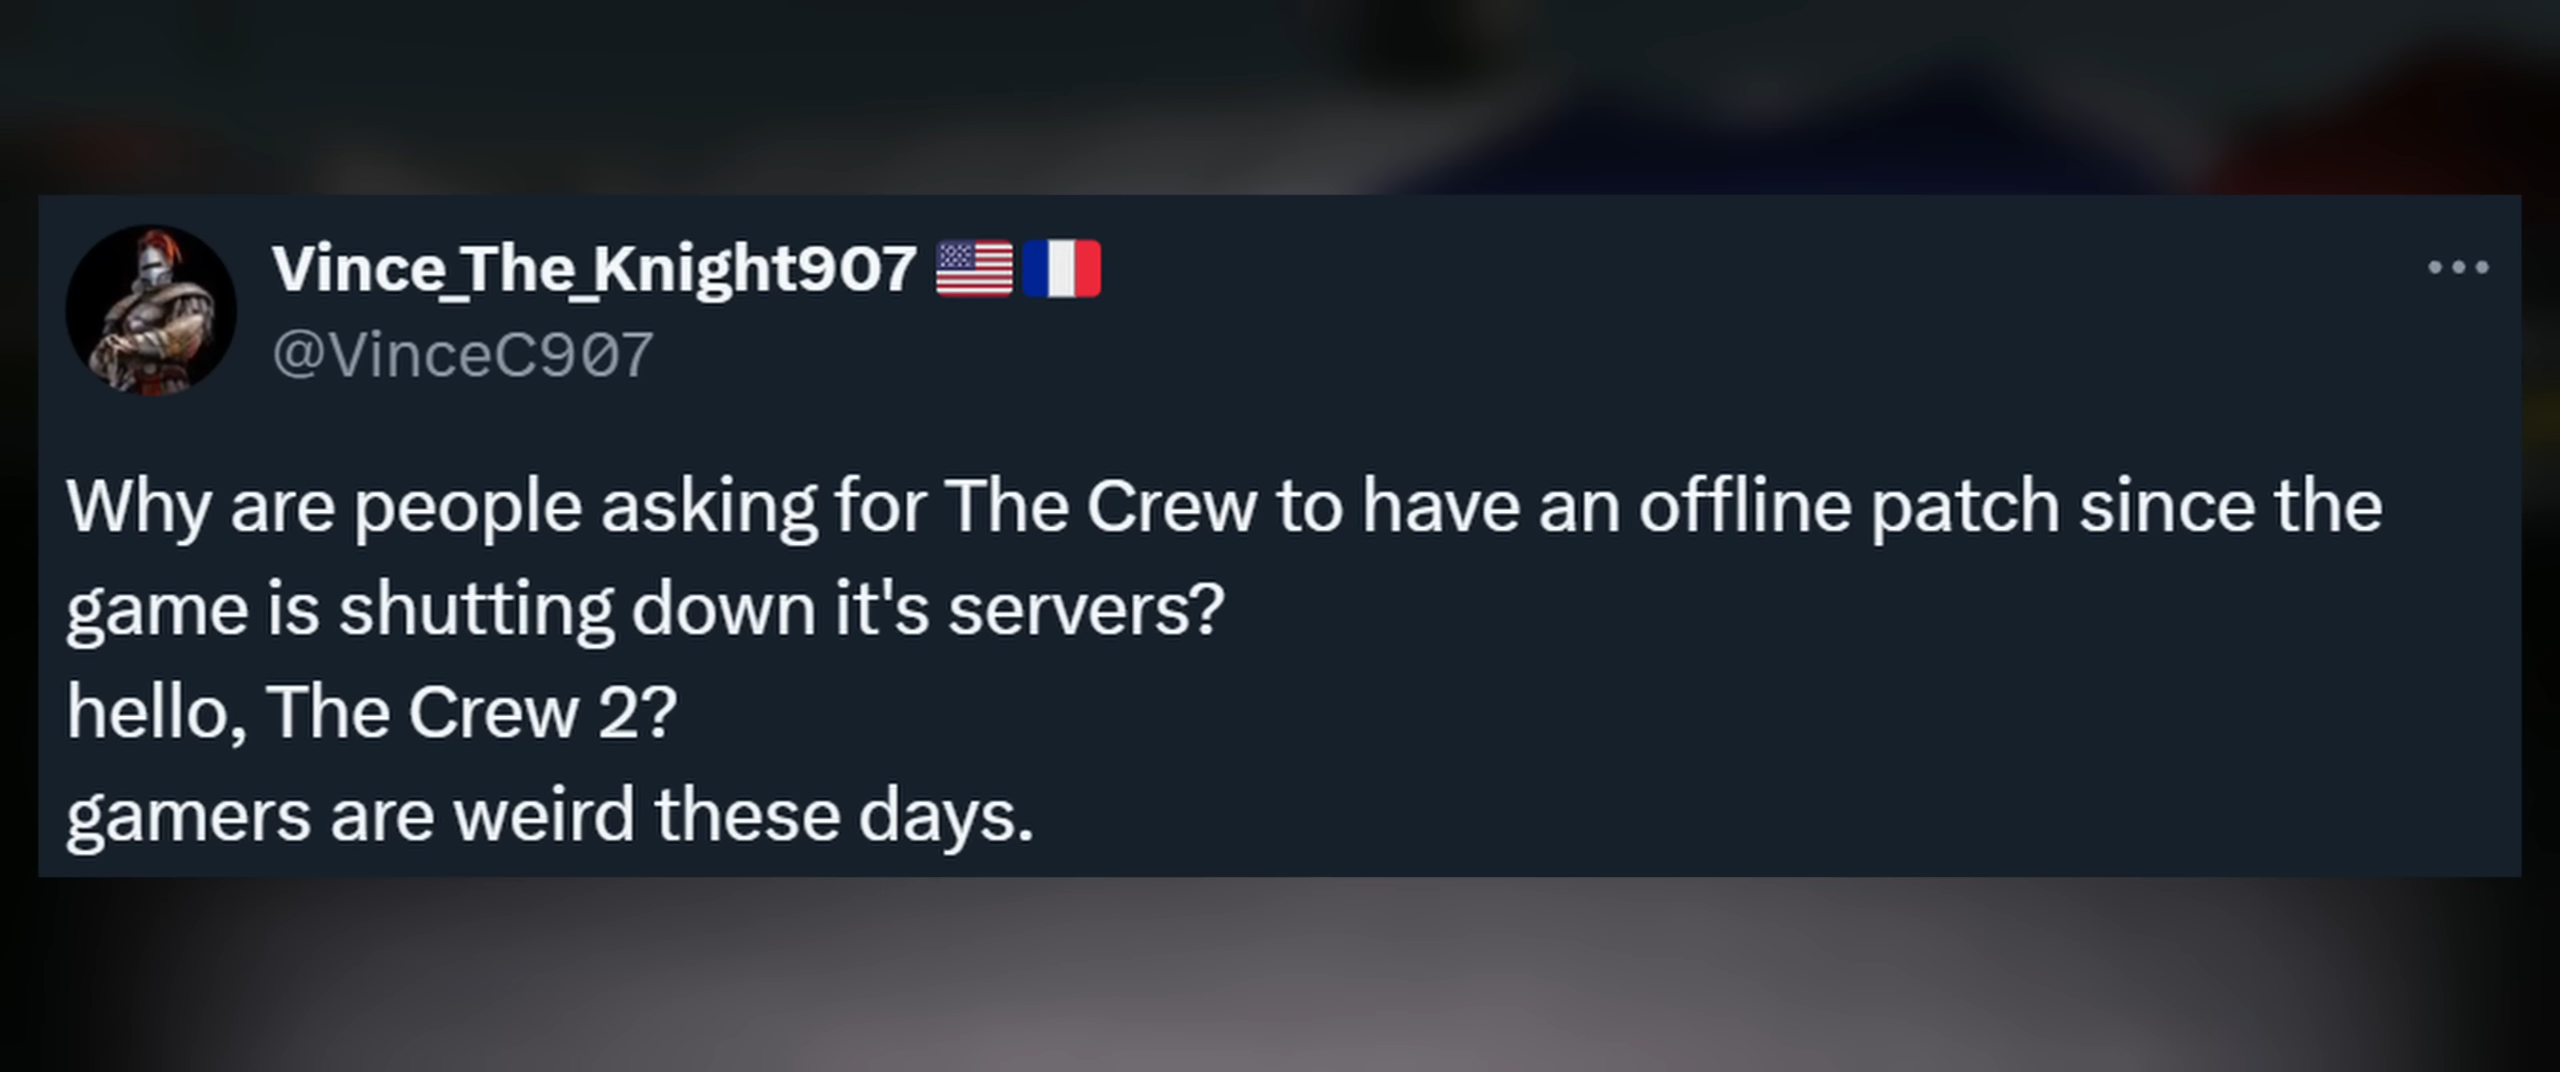 Vince_The_Knight907 🇺🇸🇫🇷
@VinceC907
Why are people asking for The Crew to have an offline patch since the
game is shutting down it's servers?
hello, The Crew 2?
gamers are weird these days.